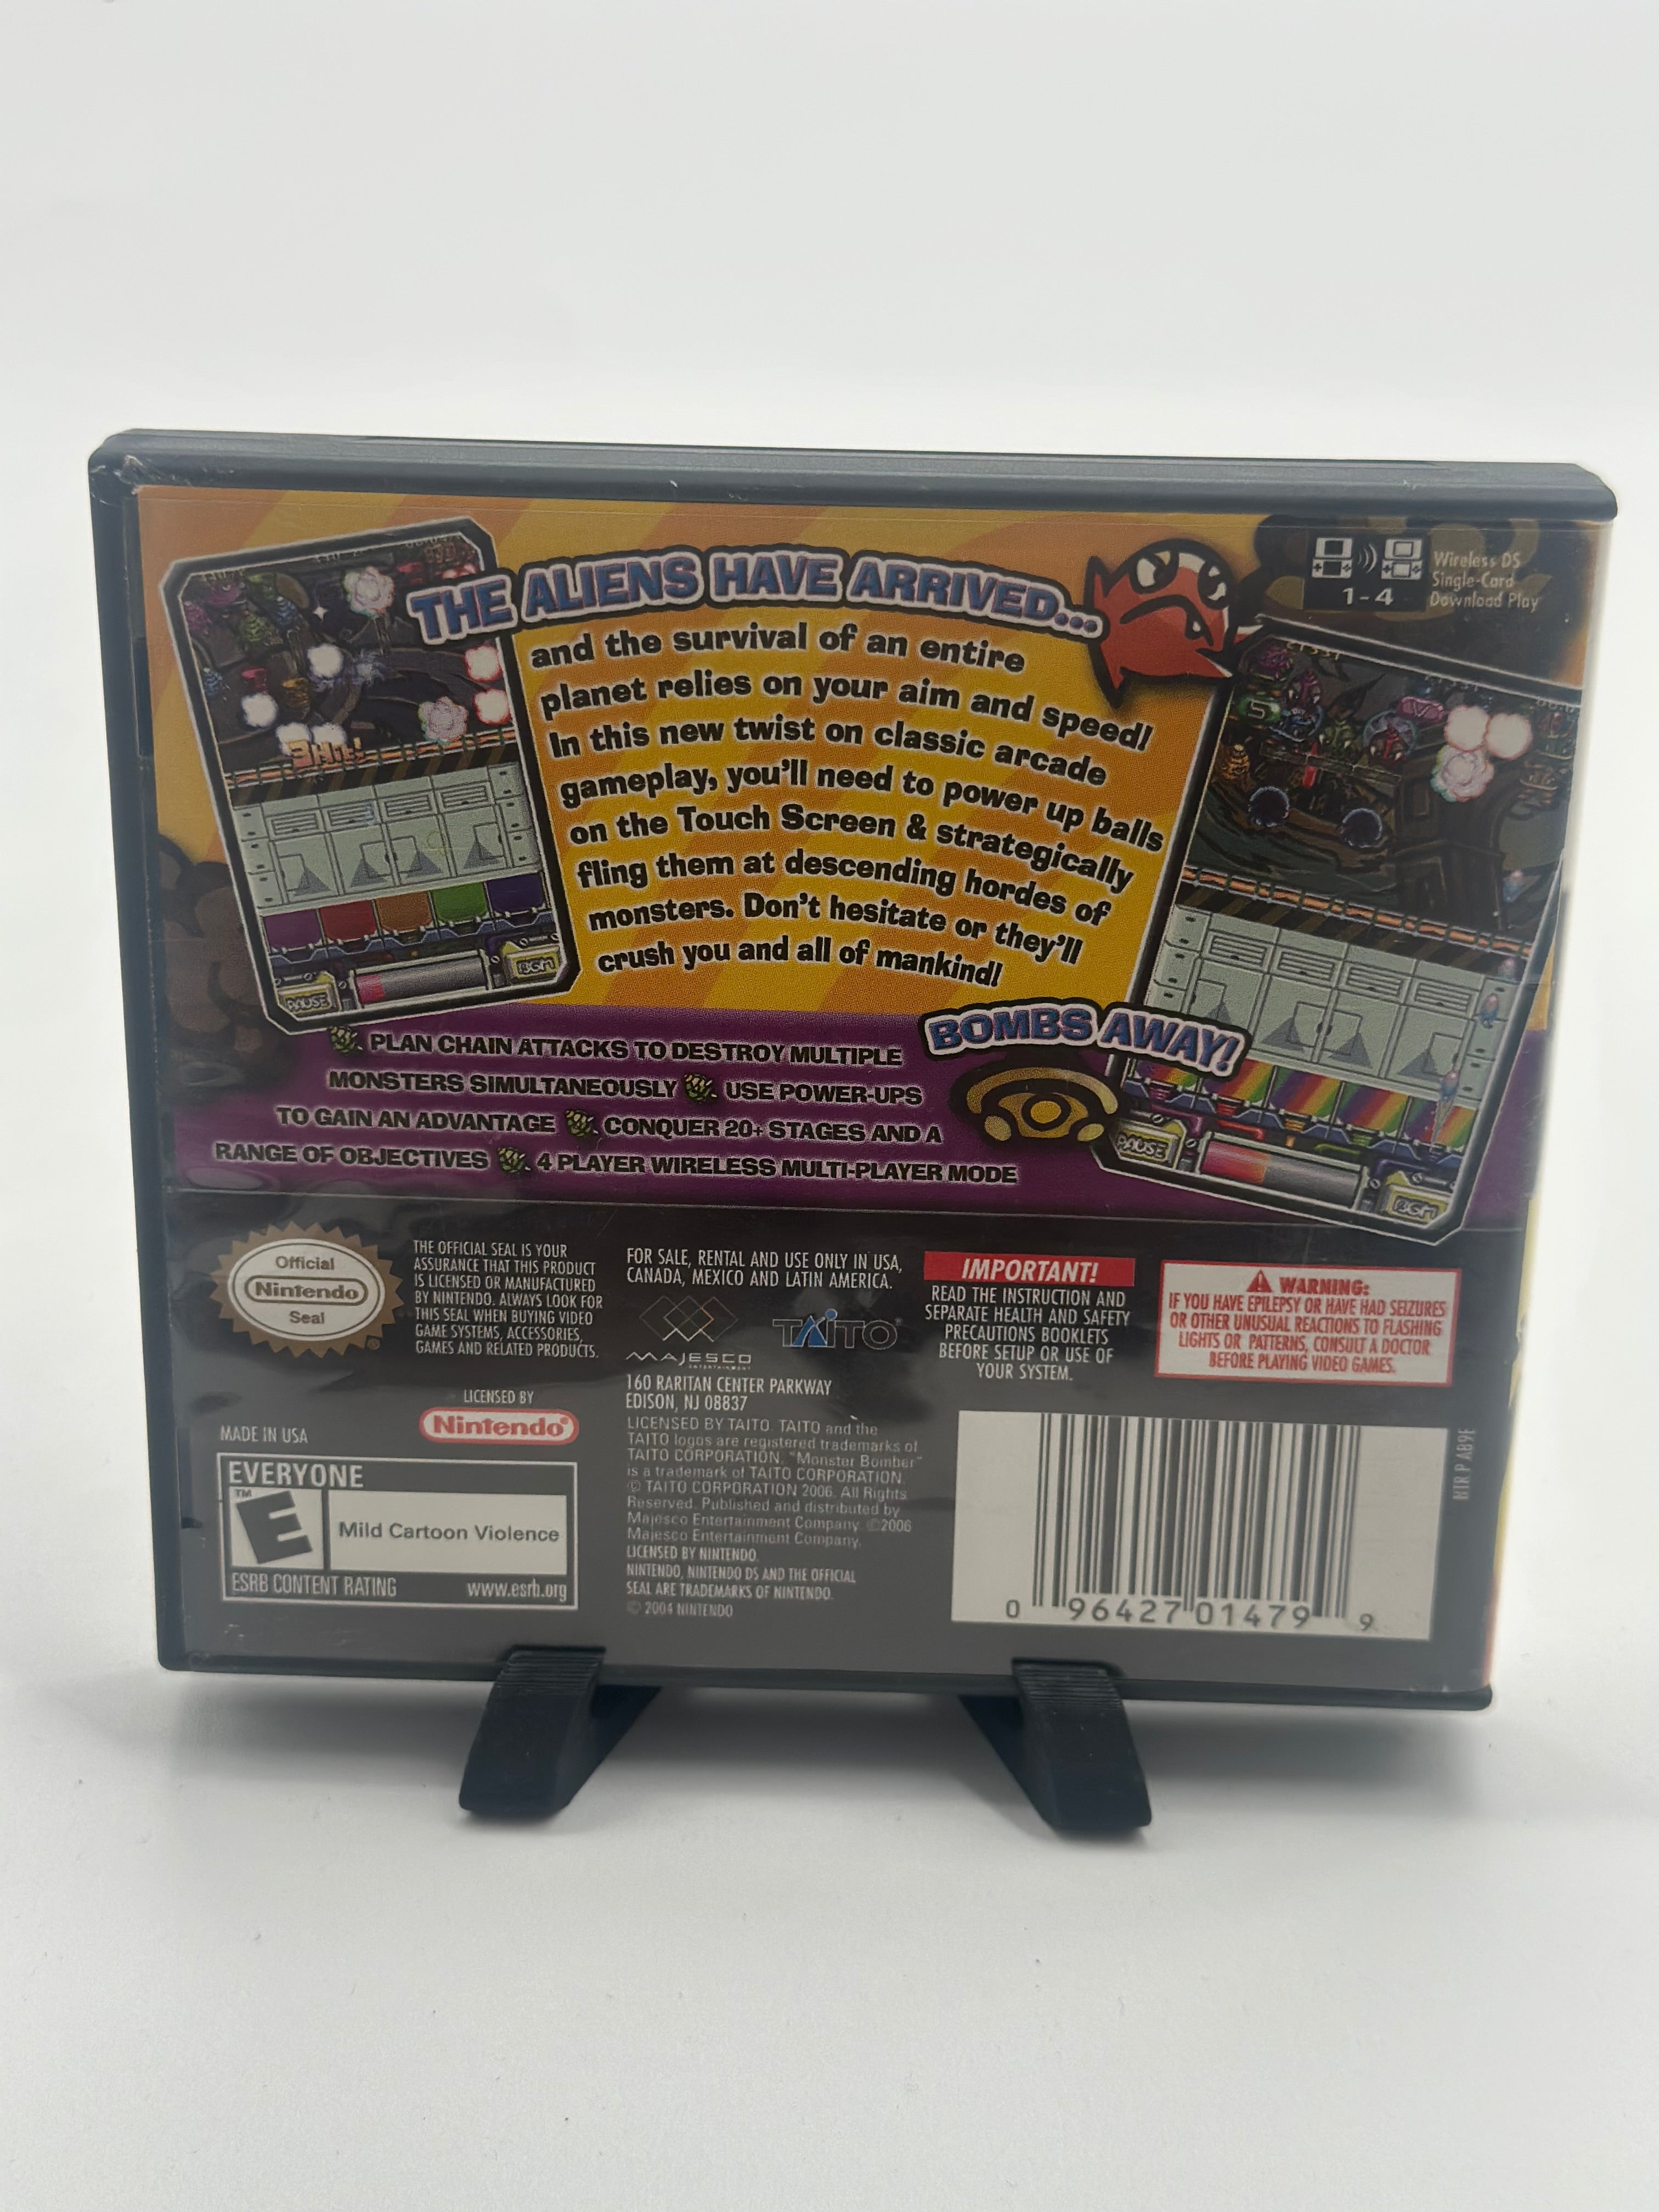 THE ALIENS HAVE ARRIVED...
and the survival of an entire
planet relies on your aim and speed!
In this new twist on classic arcade
gameplay, you'll need to power up balls
on the Touch Screen & strategically
fling them at descending hordes of
monsters. Don't hesitate or they'll
crush you and all of mankind!
Wireless DS
Single-Card
Download Play
1-4
3Hit!
PAUSE
BGM
BOMBS AWAY!
PAUSE
BGM
PLAN CHAIN ATTACKS TO DESTROY MULTIPLE
MONSTERS SIMULTANEOUSLY USE POWER-UPS
TO GAIN AN ADVANTAGE CONQUER 20+ STAGES AND A
RANGE OF OBJECTIVES 4 PLAYER WIRELESS MULTI-PLAYER MODE
Official
Nintendo
Seal
THE OFFICIAL SEAL IS YOUR
ASSURANCE THAT THIS PRODUCT
IS LICENSED OR MANUFACTURED
BY NINTENDO. ALWAYS LOOK FOR
THIS SEAL WHEN BUYING VIDEO
GAME SYSTEMS, ACCESSORIES,
GAMES AND RELATED PRODUCTS.
LICENSED BY
Nintendo®
MADE IN USA
EVERYONE
E™
Mild Cartoon Violence
ESRB CONTENT RATING www.esrb.org
FOR SALE, RENTAL AND USE ONLY IN USA,
CANADA, MEXICO AND LATIN AMERICA.
MAJESCO
ENTERTAINMENT
TAITO®
160 RARITAN CENTER PARKWAY
EDISON, NJ 08837
LICENSED BY TAITO. TAITO and the
TAITO logos are registered trademarks of
TAITO CORPORATION. "Monster Bomber"
is a trademark of TAITO CORPORATION.
© TAITO CORPORATION 2006. All Rights
Reserved. Published and distributed by
Majesco Entertainment Company. ©2006
Majesco Entertainment Company.
LICENSED BY NINTENDO.
NINTENDO, NINTENDO DS AND THE OFFICIAL
SEAL ARE TRADEMARKS OF NINTENDO.
© 2004 NINTENDO
IMPORTANT!
READ THE INSTRUCTION AND
SEPARATE HEALTH AND SAFETY
PRECAUTIONS BOOKLETS
BEFORE SETUP OR USE OF
YOUR SYSTEM.
WARNING:
IF YOU HAVE EPILEPSY OR HAVE HAD SEIZURES
OR OTHER UNUSUAL REACTIONS TO FLASHING
LIGHTS OR PATTERNS, CONSULT A DOCTOR
BEFORE PLAYING VIDEO GAMES.
NTR P AB9E
0 96427 01479 9